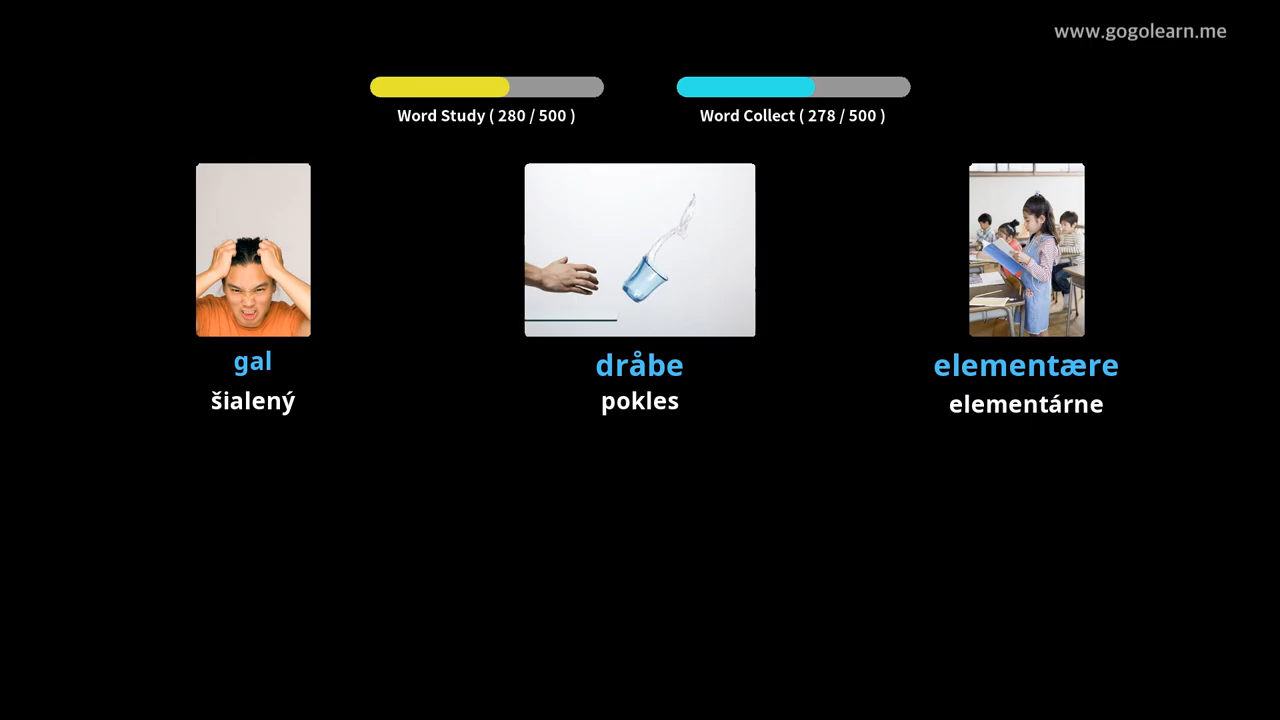 www.gogolearn.me
Word Study ( 280 / 500 )
Word Collect ( 278 / 500 )
gal
šialený
dråbe
pokles
elementære
elementárne